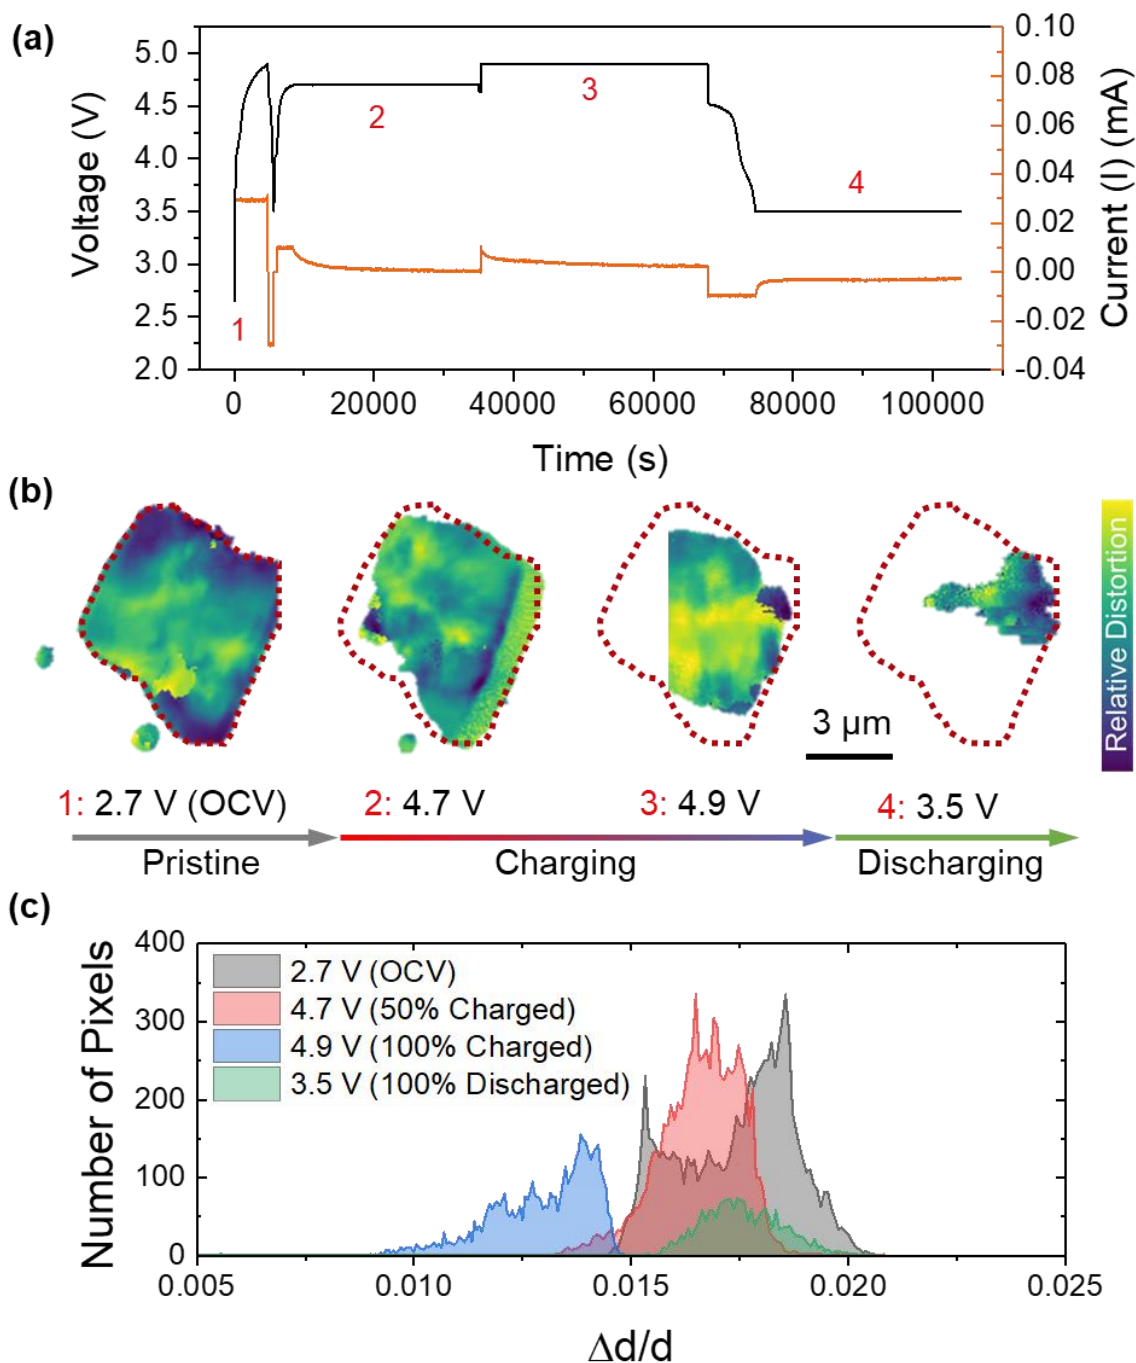 (a)
Voltage (V)
5.0
4.5
4.0
3.5
3.0
2.5
2.0
1
2
3
4
0.10
0.08
0.06
0.04
0.02
0.00
-0.02
-0.04
Current (I) (mA)
0 20000 40000 60000 80000 100000
Time (s)
(b)
Relative Distortion
3 μm
1: 2.7 V (OCV) 2: 4.7 V 3: 4.9 V 4: 3.5 V
Pristine Charging Discharging
(c)
Number of Pixels
400
300
200
100
0
2.7 V (OCV)
4.7 V (50% Charged)
4.9 V (100% Charged)
3.5 V (100% Discharged)
0.005 0.010 0.015 0.020 0.025
Δd/d